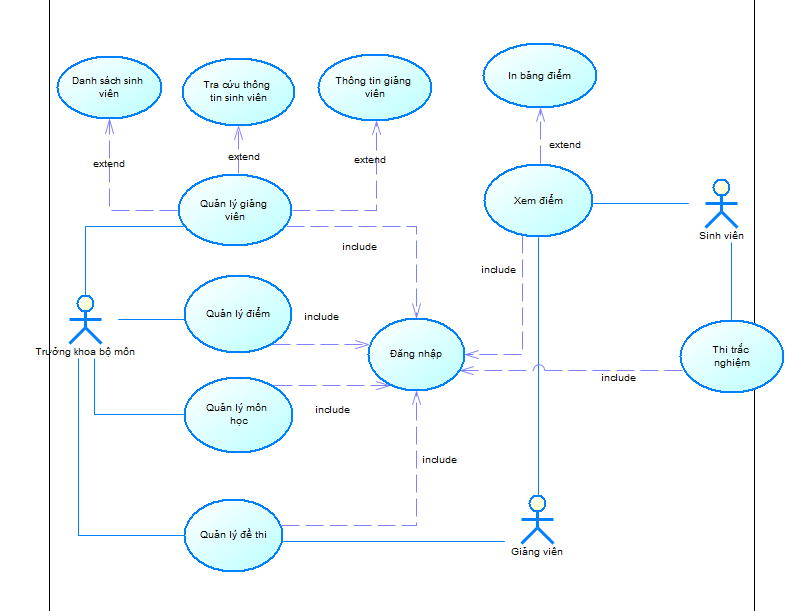 Danh sách sinh
viên
Tra cứu thông
tin sinh viên
Thông tin giảng
viên
In bảng điểm
extend
extend
extend
extend
Quản lý giảng
viên
Xem điểm
Sinh viên
include
include
Quản lý điểm
include
Trưởng khoa bộ môn
Đăng nhập
Thi trắc
nghiệm
include
Quản lý môn
học
include
include
Quản lý đề thi
Giảng viên